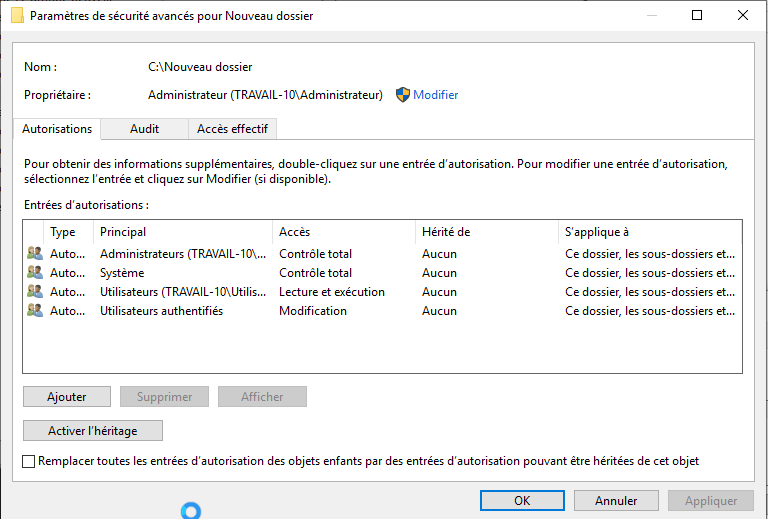 Paramètres de sécurité avancés pour Nouveau dossier
Nom :
C:\Nouveau dossier
Propriétaire :
Administrateur (TRAVAIL-10\Administrateur)
Modifier
Autorisations
Audit
Accès effectif
Pour obtenir des informations supplémentaires, double-cliquez sur une entrée d'autorisation. Pour modifier une entrée d'autorisation,
sélectionnez l'entrée et cliquez sur Modifier (si disponible).
Entrées d'autorisations :
Type Principal Accès Hérité de S'applique à
Auto... Administrateurs (TRAVAIL-10\... Contrôle total Aucun Ce dossier, les sous-dossiers et...
Auto... Système Contrôle total Aucun Ce dossier, les sous-dossiers et...
Auto... Utilisateurs (TRAVAIL-10\Utilis... Lecture et exécution Aucun Ce dossier, les sous-dossiers et...
Auto... Utilisateurs authentifiés Modification Aucun Ce dossier, les sous-dossiers et...
Ajouter
Supprimer
Afficher
Activer l'héritage
Remplacer toutes les entrées d'autorisation des objets enfants par des entrées d'autorisation pouvant être héritées de cet objet
OK
Annuler
Appliquer